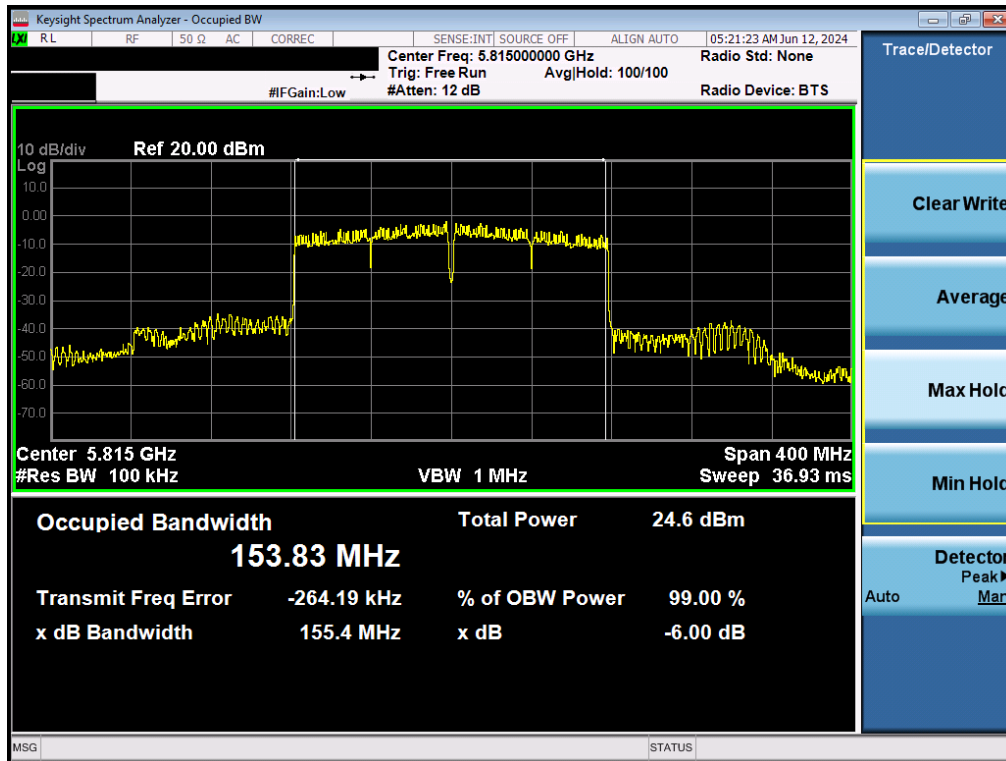 Keysight Spectrum Analyzer - Occupied BW
LXI RL RF 50 Ω AC CORREC SENSE:INT SOURCE OFF ALIGN AUTO 05:21:23 AM Jun 12, 2024
Center Freq: 5.815000000 GHz Radio Std: None
Trig: Free Run Avg|Hold: 100/100
#IFGain:Low #Atten: 12 dB Radio Device: BTS
10 dB/div Ref 20.00 dBm
Log
10.0
0.00
-10.0
-20.0
-30.0
-40.0
-50.0
-60.0
-70.0
Center 5.815 GHz Span 400 MHz
#Res BW 100 kHz VBW 1 MHz Sweep 36.93 ms
Occupied Bandwidth Total Power 24.6 dBm
153.83 MHz
Transmit Freq Error -264.19 kHz % of OBW Power 99.00 %
x dB Bandwidth 155.4 MHz x dB -6.00 dB
MSG STATUS
Trace/Detector
Clear Write
Average
Max Hold
Min Hold
Detector
Peak
Auto Man